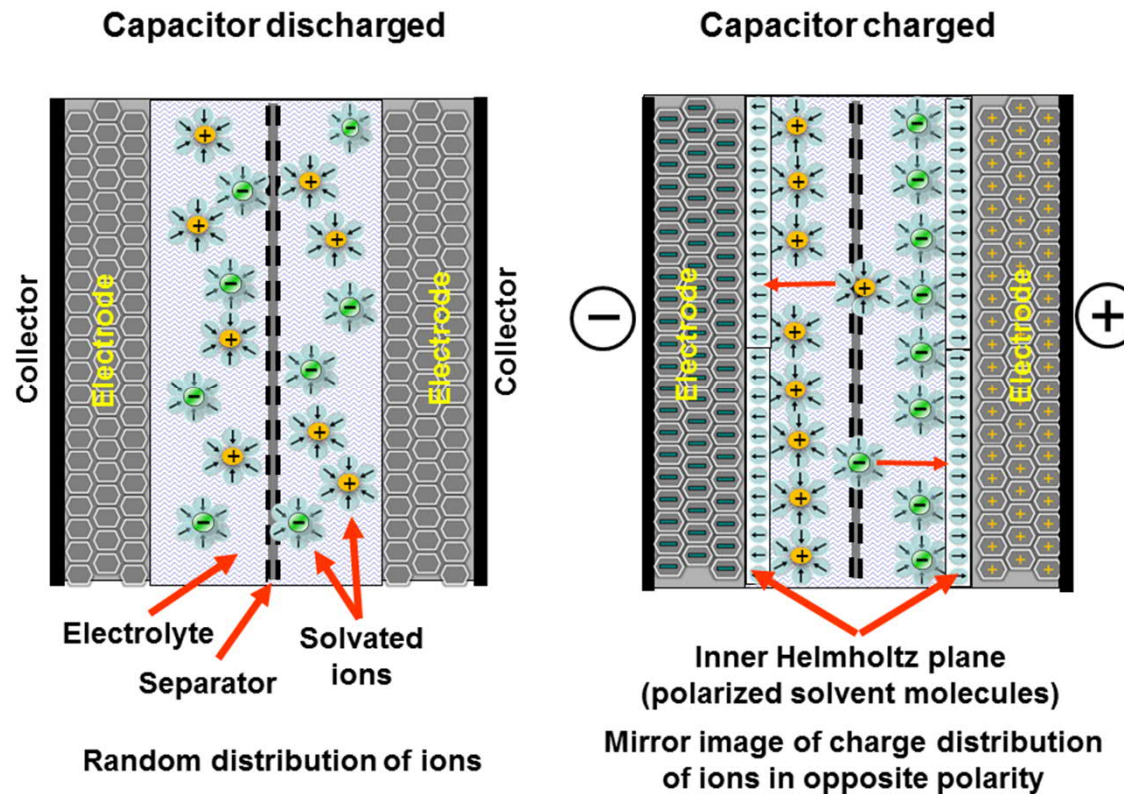 Capacitor discharged
Collector
Electrode
Electrode
Collector
Electrolyte
Separator
Solvated
ions
Random distribution of ions
Capacitor charged
−
Electrode
Electrode
+
Inner Helmholtz plane
(polarized solvent molecules)
Mirror image of charge distribution
of ions in opposite polarity